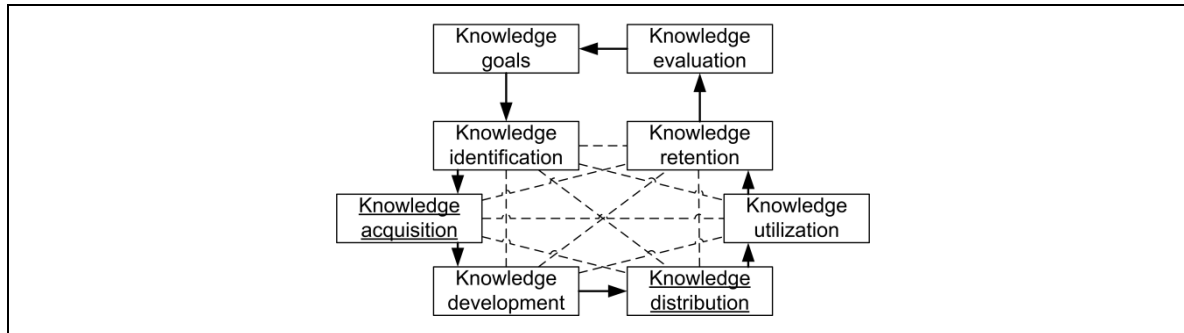 Knowledge
goals
Knowledge
evaluation
Knowledge
identification
Knowledge
retention
Knowledge
acquisition
Knowledge
utilization
Knowledge
development
Knowledge
distribution